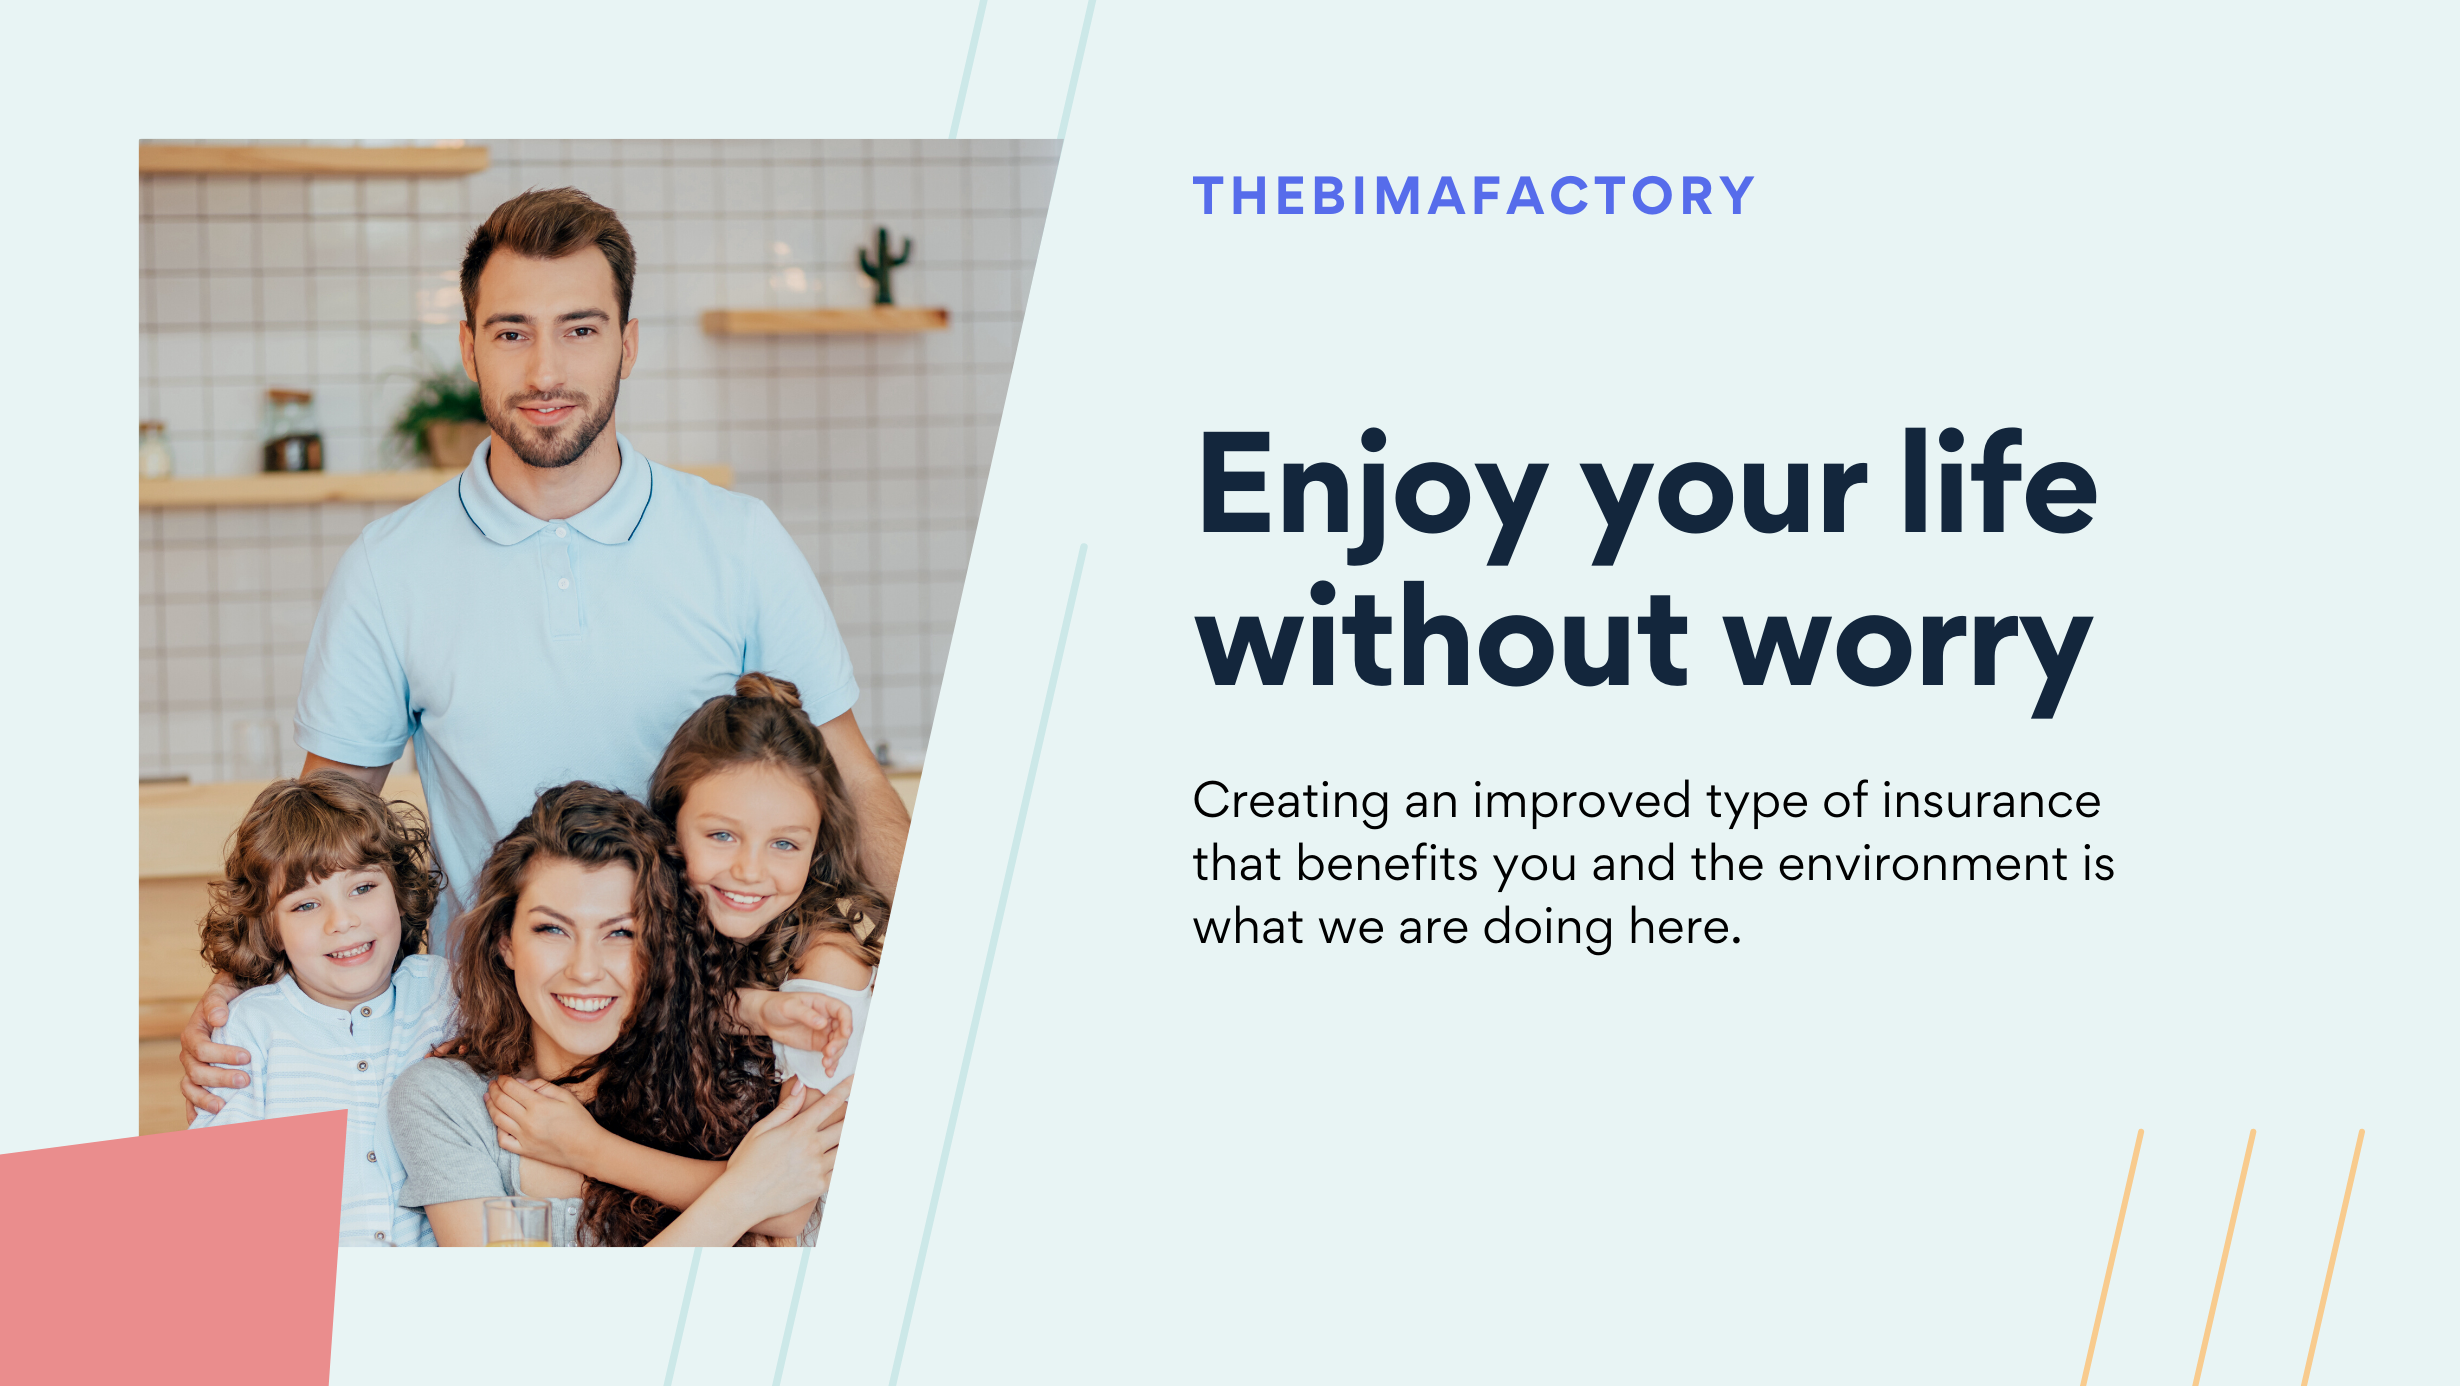 THEBIMAFACTORY
Enjoy your life
without worry
Creating an improved type of insurance
that benefits you and the environment is
what we are doing here.